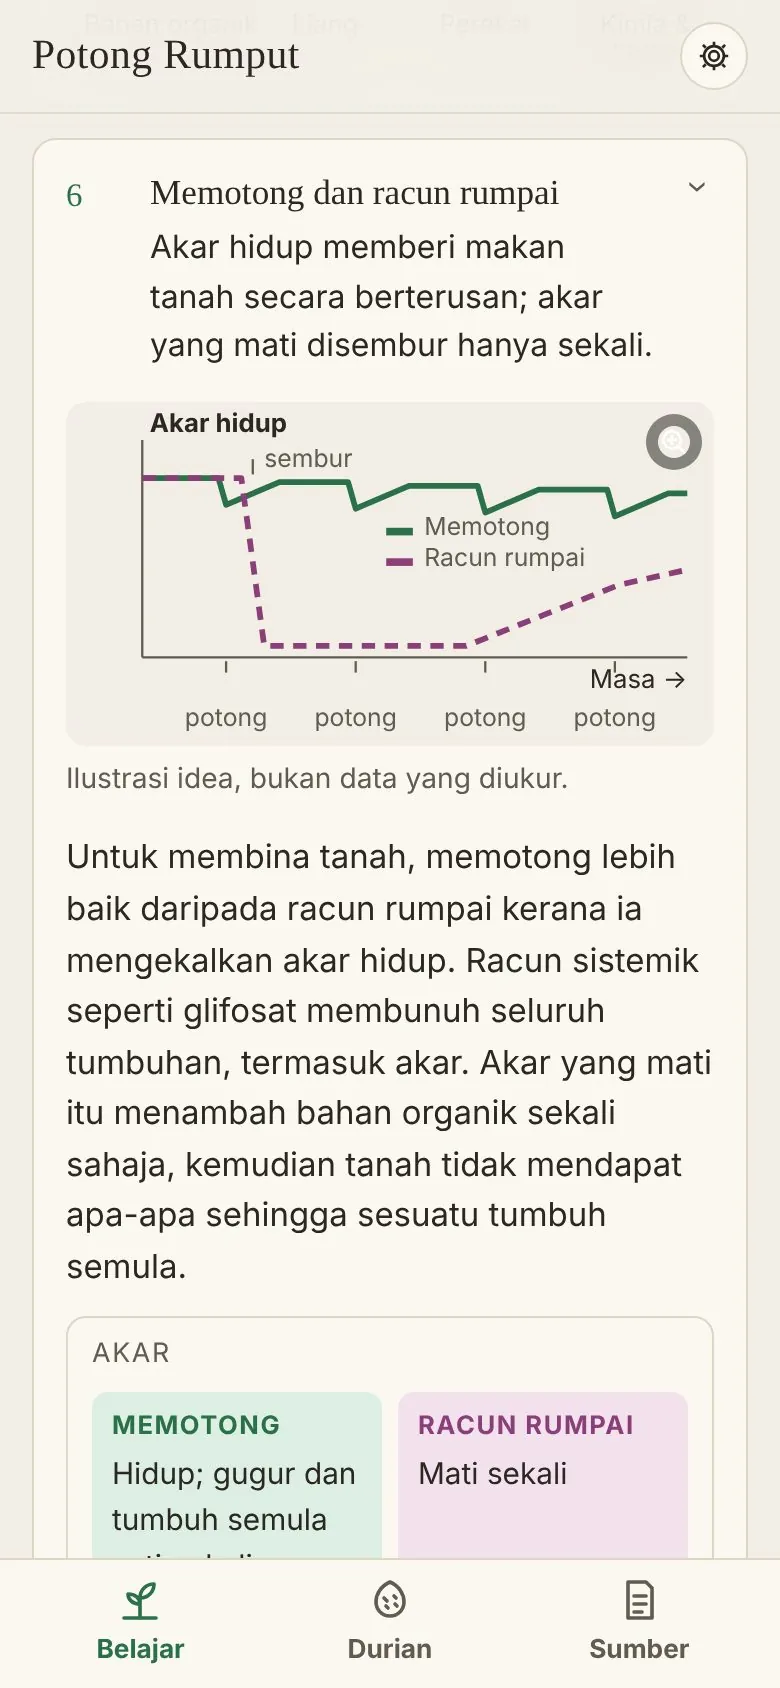 Potong Rumput
6
Memotong dan racun rumpai
Akar hidup memberi makan
tanah secara berterusan; akar
yang mati disembur hanya sekali.
Akar hidup
sembur
Memotong
Racun rumpai
Masa →
potong potong potong potong
Ilustrasi idea, bukan data yang diukur.
Untuk membina tanah, memotong lebih
baik daripada racun rumpai kerana ia
mengekalkan akar hidup. Racun sistemik
seperti glifosat membunuh seluruh
tumbuhan, termasuk akar. Akar yang mati
itu menambah bahan organik sekali
sahaja, kemudian tanah tidak mendapat
apa-apa sehingga sesuatu tumbuh
semula.
AKAR
MEMOTONG
Hidup; gugur dan
tumbuh semula
RACUN RUMPAI
Mati sekali
Belajar
Durian
Sumber